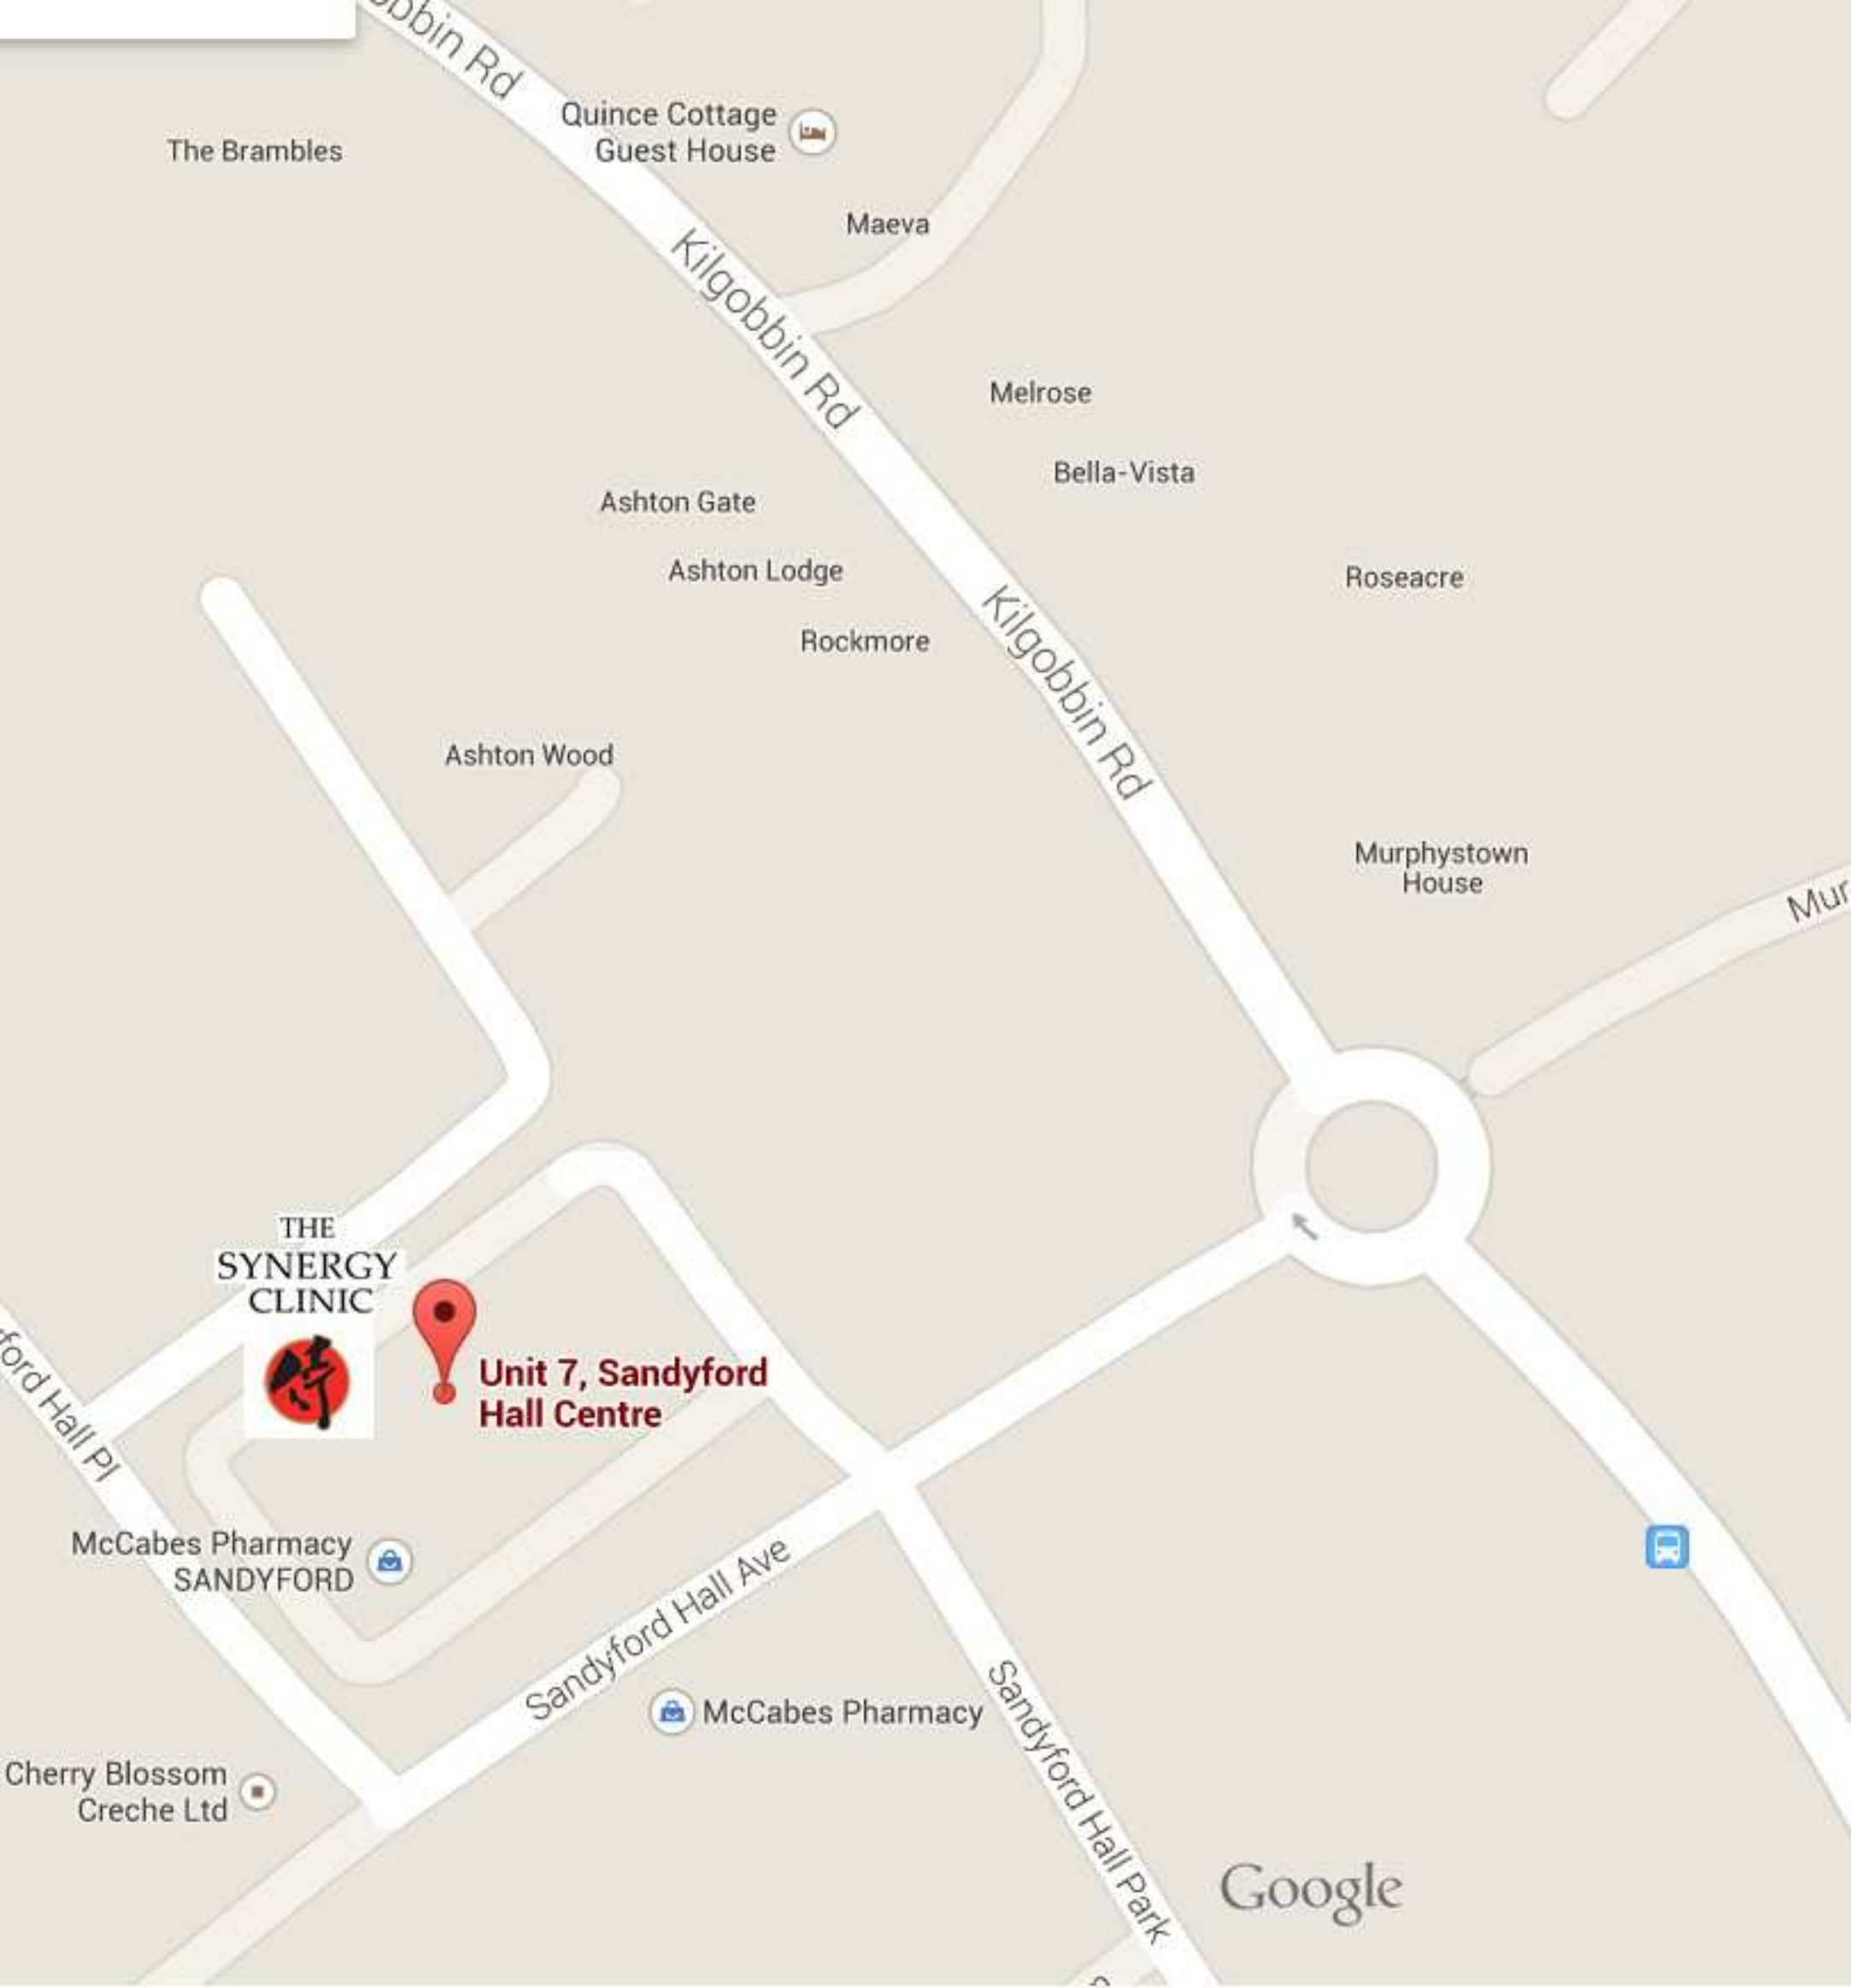 obbin Rd
Quince Cottage
Guest House
The Brambles
Maeva
Kilgobbin Rd
Melrose
Bella-Vista
Ashton Gate
Ashton Lodge
Roseacre
Kilgobbin Rd
Rockmore
Ashton Wood
Murphystown
House
Mur
THE
SYNERGY
CLINIC
Unit 7, Sandyford
Hall Centre
ford Hall Pl
McCabes Pharmacy
SANDYFORD
Sandyford Hall Ave
McCabes Pharmacy
Sandyford Hall Park
Cherry Blossom
Creche Ltd
Google